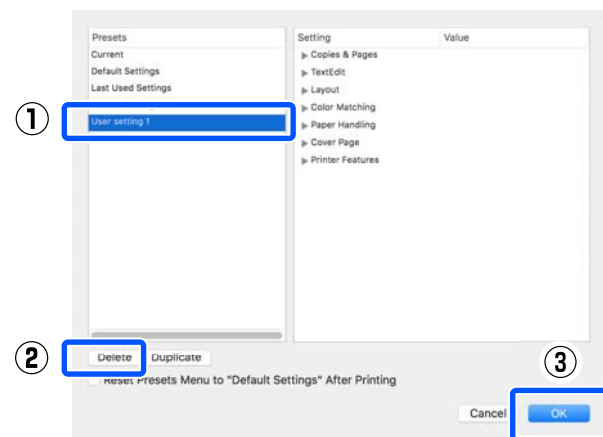 Presets
Current
Default Settings
Last Used Settings
User setting 1
Setting Value
Copies & Pages
TextEdit
Layout
Color Matching
Paper Handling
Cover Page
Printer Features
①
②
Delete Duplicate
③
Reset Presets Menu to "Default Settings" After Printing
Cancel OK